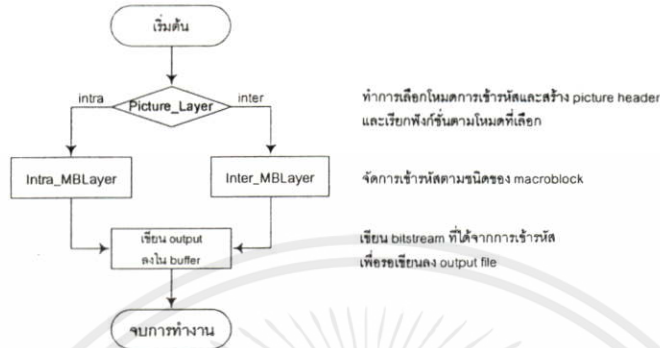 เริ่มต้น
intra
Picture_Layer
inter
ทำการเลือกโหมดการเข้ารหัสและสร้าง picture header
และเรียกฟังก์ชั่นตามโหมดที่เลือก
Intra_MBLayer
Inter_MBLayer
จัดการเข้ารหัสตามชนิดของ macroblock
เขียน output
ลงใน buffer
เขียน bitstream ที่ได้จากการเข้ารหัส
เพื่อรอเขียนลง output file
จบการทำงาน